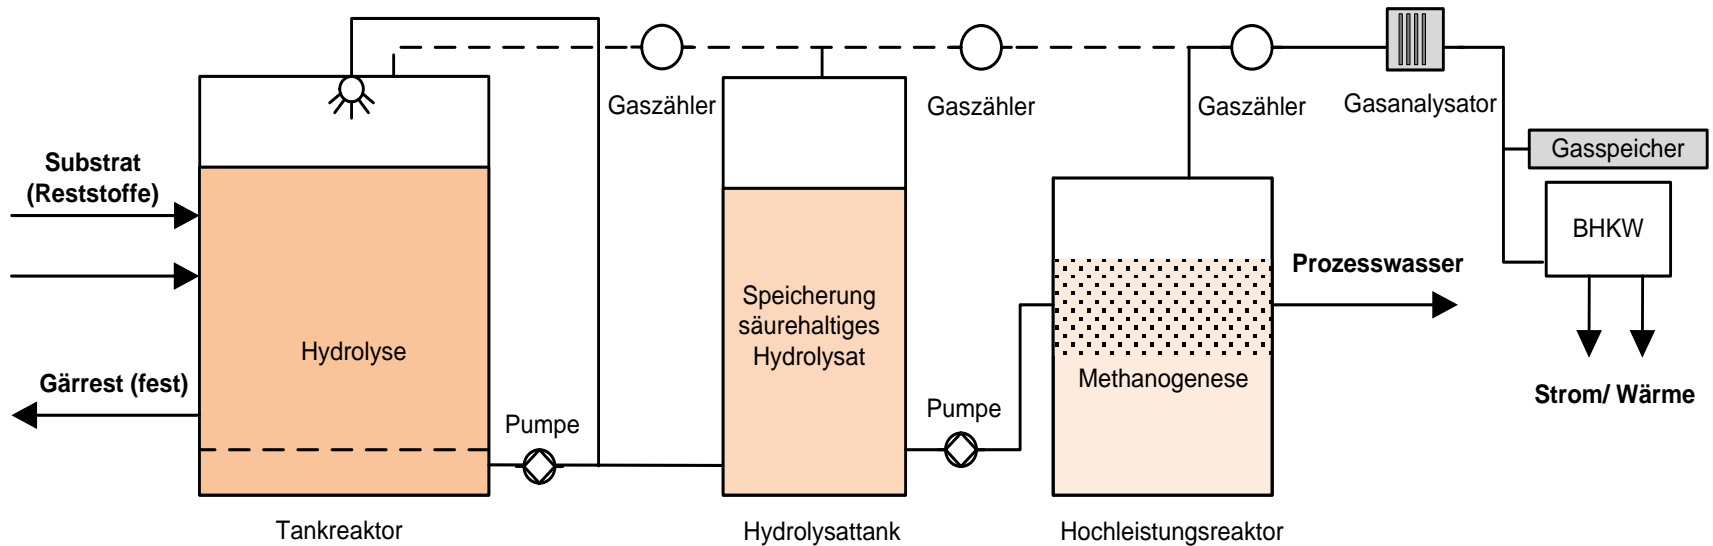 Gaszähler
Gaszähler
Gaszähler
Gasanalysator
Substrat
(Reststoffe)
Gasspeicher
BHKW
Prozesswasser
Speicherung
säurehaltiges
Hydrolysat
Hydrolyse
Methanogenese
Gärrest (fest)
Strom/ Wärme
Pumpe
Pumpe
Tankreaktor
Hydrolysattank
Hochleistungsreaktor